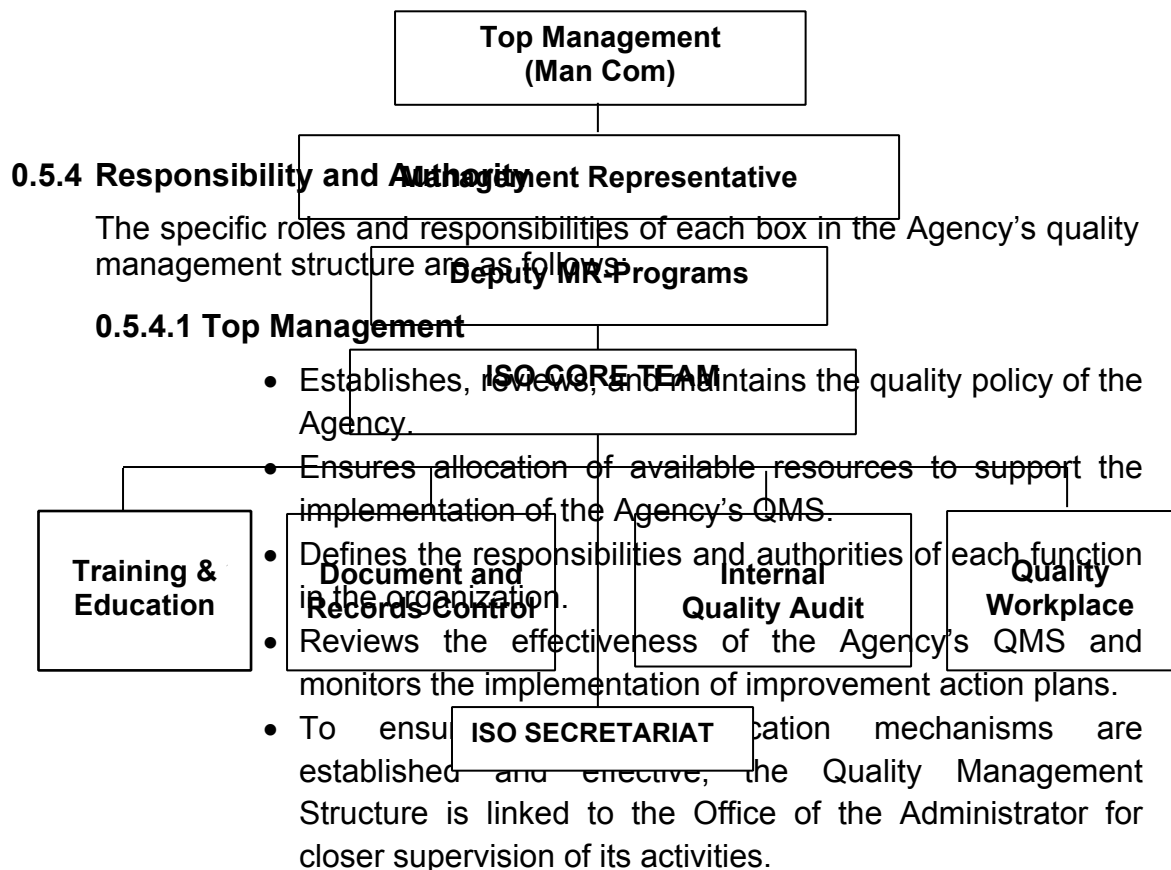 Top Management
(Man Com)
Management Representative
Deputy MR-Programs
ISO CORE TEAM
Training &
Education
Document and
Records Control
Internal
Quality Audit
Quality
Workplace
ISO SECRETARIAT
0.5.4 Responsibility and Authority
The specific roles and responsibilities of each box in the Agency's quality
management structure are as follows:
0.5.4.1 Top Management
• Establishes, reviews, and maintains the quality policy of the
Agency.
• Ensures allocation of available resources to support the
implementation of the Agency's QMS.
• Defines the responsibilities and authorities of each function
in the organization.
• Reviews the effectiveness of the Agency's QMS and
monitors the implementation of improvement action plans.
• To mechanisms are
established and effective, the Quality Management
Structure is linked to the Office of the Administrator for
closer supervision of its activities.